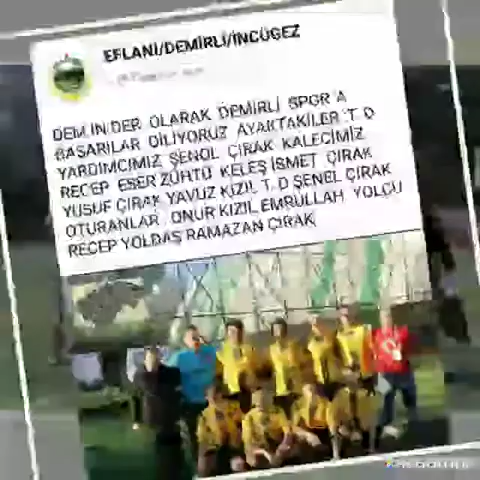 EFLANİ/DEMİRLİ/İNCÜGEZ
DEM.İN.DER OLARAK DEMİRLİ SPOR A
BAŞARILAR DİLİYORUZ AYAKTAKİLER T D
YARDIMCIMIZ ŞENOL ÇIRAK KALECİMİZ
RECEP ESER ZÜHTÜ KELEŞ İSMET ÇIRAK
YUSUF ÇIRAK YAVUZ KIZIL T.D ŞENEL ÇIRAK
OTURANLAR ONUR KIZIL EMRULLAH YOLCU
RECEP YOLDAŞ RAMAZAN ÇIRAK